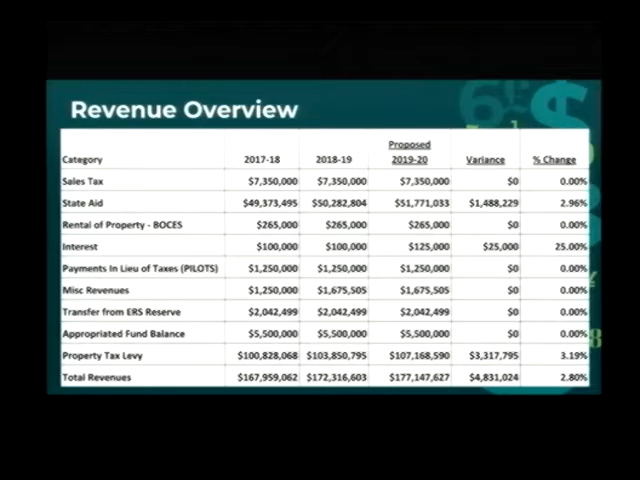 Revenue Overview
Proposed
Category 2017-18 2018-19 2019-20 Variance % Change
Sales Tax $7,350,000 $7,350,000 $7,350,000 $0 0.00%
State Aid $49,373,495 $50,282,804 $51,771,033 $1,488,229 2.96%
Rental of Property - BOCES $265,000 $265,000 $265,000 $0 0.00%
Interest $100,000 $100,000 $125,000 $25,000 25.00%
Payments In Lieu of Taxes (PILOTS) $1,250,000 $1,250,000 $1,250,000 $0 0.00%
Misc Revenues $1,250,000 $1,675,505 $1,675,505 $0 0.00%
Transfer from ERS Reserve $2,042,499 $2,042,499 $2,042,499 $0 0.00%
Appropriated Fund Balance $5,500,000 $5,500,000 $5,500,000 $0 0.00%
Property Tax Levy $100,828,068 $103,850,795 $107,168,590 $3,317,795 3.19%
Total Revenues $167,959,062 $172,316,603 $177,147,627 $4,831,024 2.80%